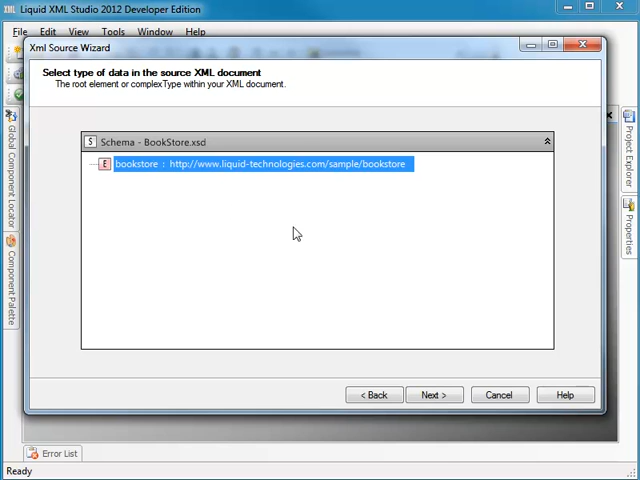 Liquid XML Studio 2012 Developer Edition
File Edit View Tools Window Help
Xml Source Wizard
Select type of data in the source XML document
The root element or complexType within your XML document.
Schema - BookStore.xsd
E bookstore : http://www.liquid-technologies.com/sample/bookstore
< Back Next > Cancel Help
Global Component Locator
Component Palette
Project Explorer
Properties
Error List
Ready